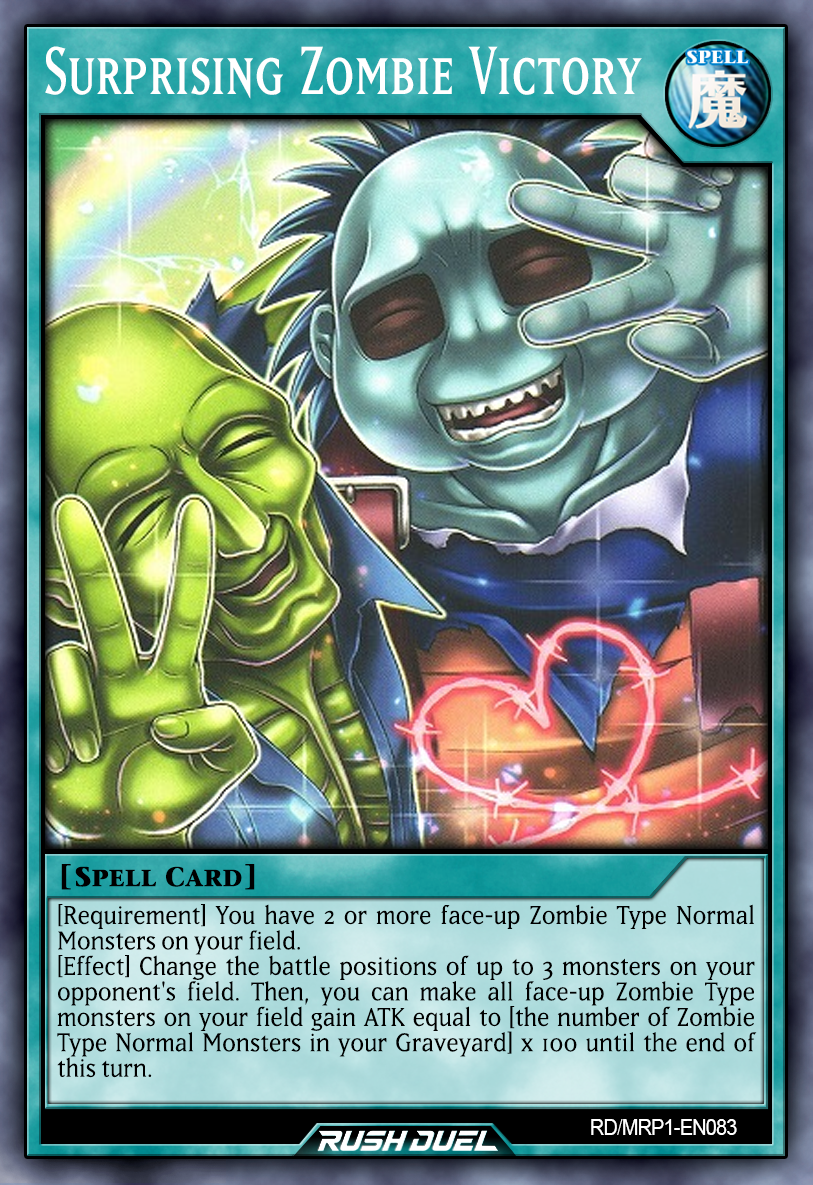 Surprising Zombie Victory
SPELL
魔
[Spell Card]
[Requirement] You have 2 or more face-up Zombie Type Normal
Monsters on your field.
[Effect] Change the battle positions of up to 3 monsters on your
opponent's field. Then, you can make all face-up Zombie Type
monsters on your field gain ATK equal to [the number of Zombie
Type Normal Monsters in your Graveyard] x 100 until the end of
this turn.
RD/MRP1-EN083
RUSH DUEL